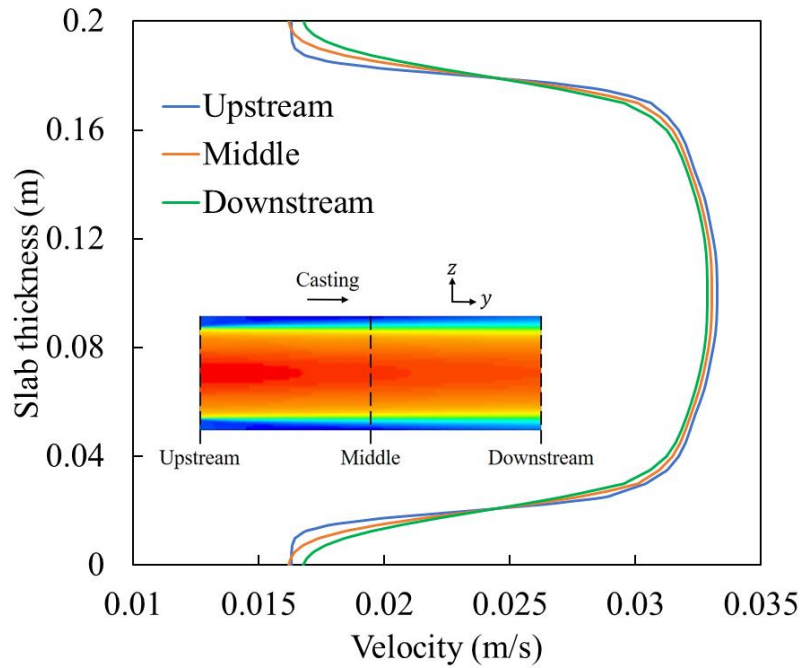 0.2
0.16
0.12
0.08
0.04
0
Slab thickness (m)
Upstream
Middle
Downstream
Casting
z
y
Upstream Middle Downstream
0.01 0.015 0.02 0.025 0.03 0.035
Velocity (m/s)